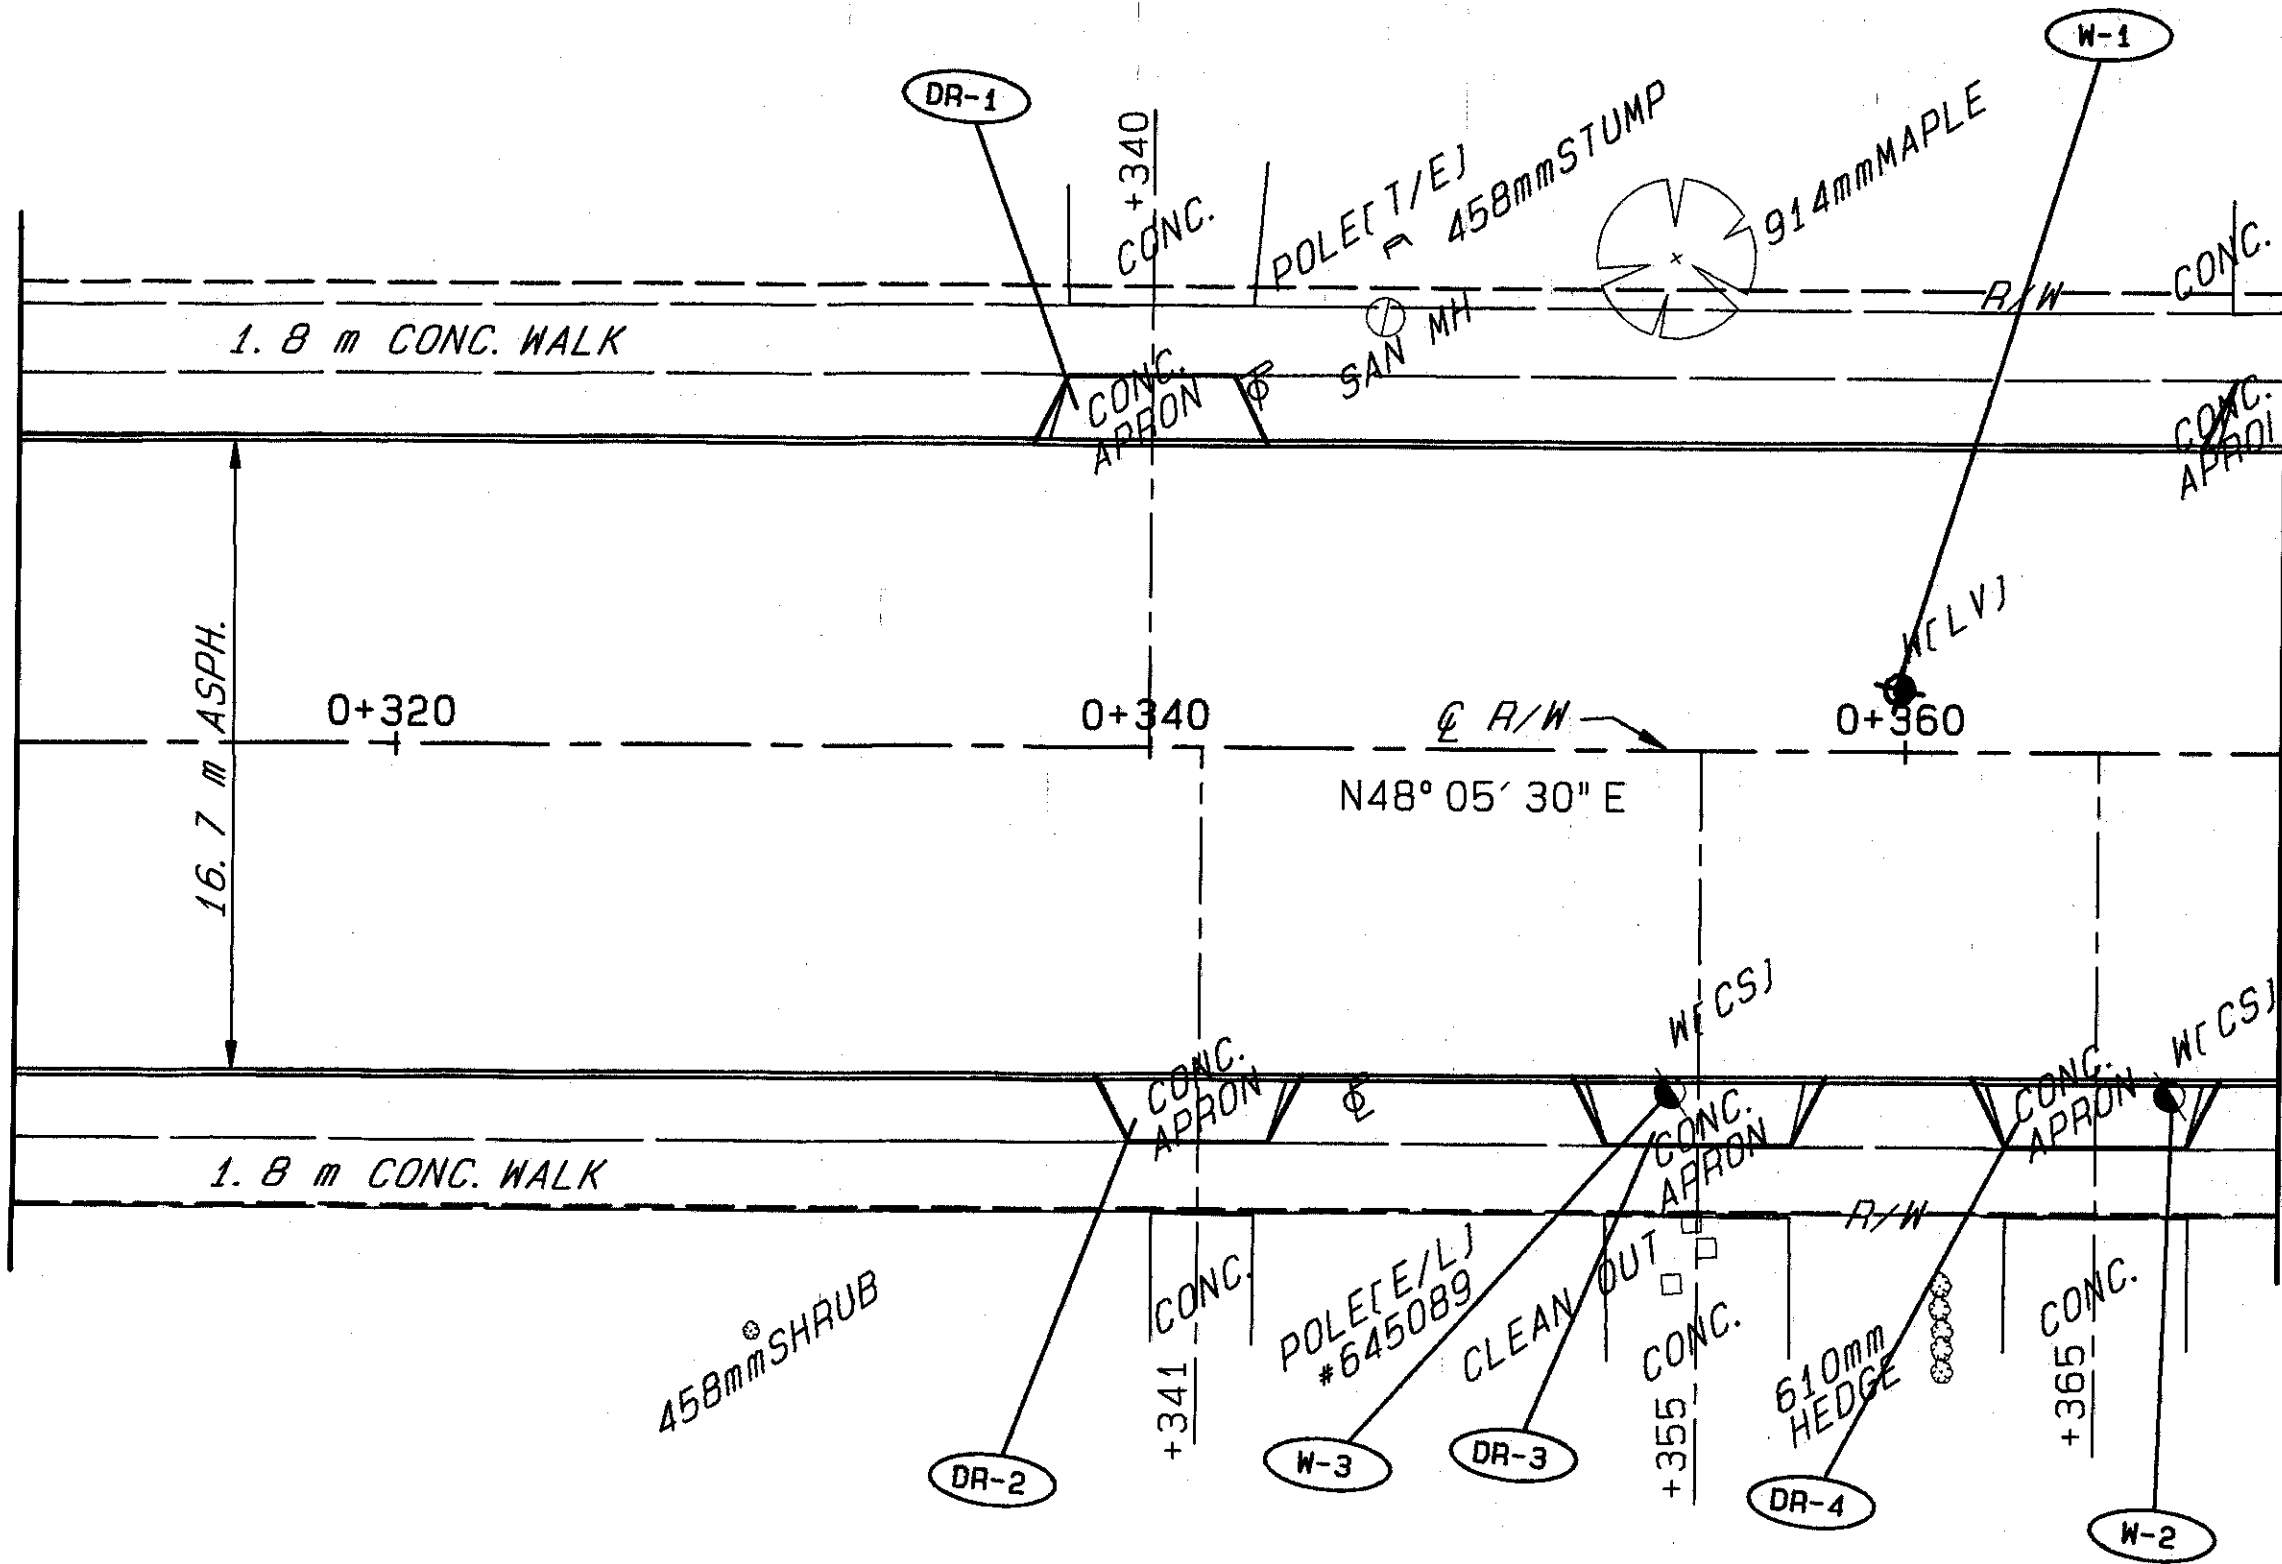 W-1
DR-1
+340
CONC.
POLE[T/E]
458mmSTUMP
914mmMAPLE
CONC.
R/W
1.8 m CONC. WALK
SAN MH
CONC.
APRON
CONC.
W[LV]
16.7 m ASPH.
0+320
0+340
℄ R/W
0+360
N48° 05′ 30" E
W[CS]
W[CS]
CONC.
APRON
CONC.
APRON
CONC.
APRON
1.8 m CONC. WALK
R/W
458mmSHRUB
CONC.
POLE[E/L]
#645089
CLEAN OUT
CONC.
610mm
HEDGE
CONC.
+341
+355
+365
DR-2
W-3
DR-3
DR-4
W-2